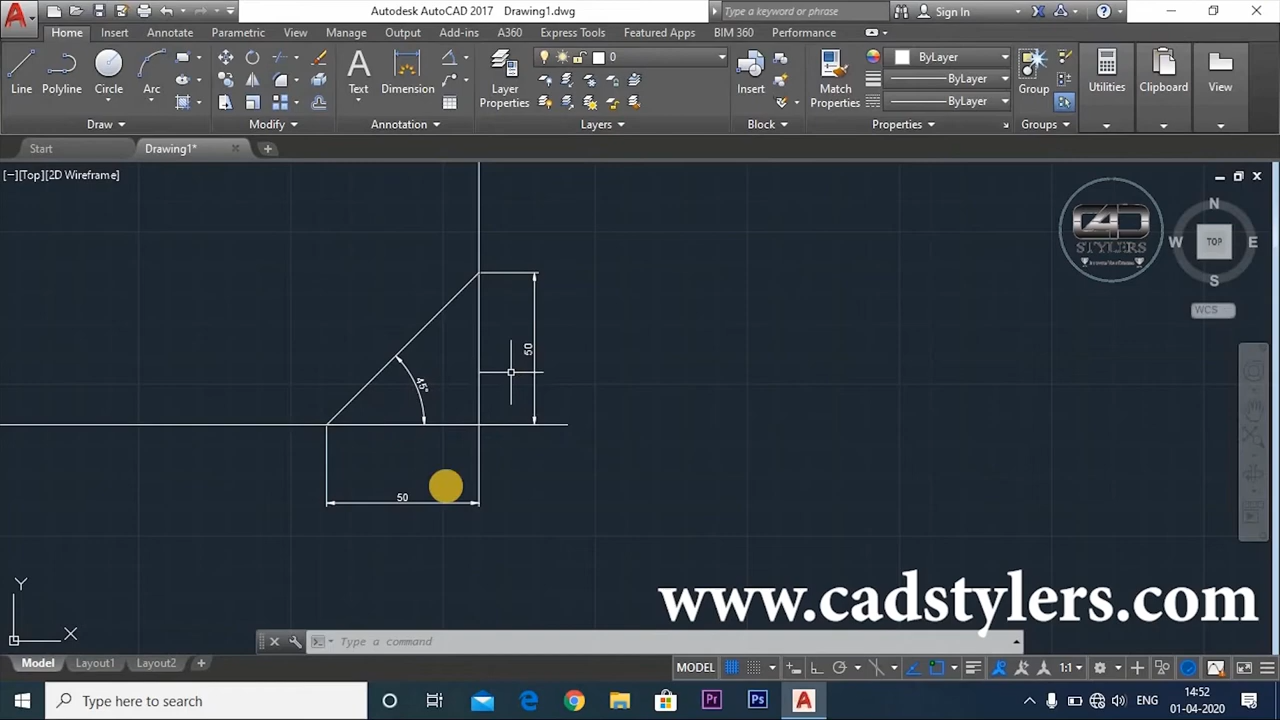 Autodesk AutoCAD 2017 Drawing1.dwg
Type a keyword or phrase
Sign In
Home Insert Annotate Parametric View Manage Output Add-ins A360 Express Tools Featured Apps BIM 360 Performance
Line Polyline Circle Arc
Text Dimension
Layer Properties
0
Insert
Match Properties
ByLayer
ByLayer
ByLayer
Group
Utilities
Clipboard
View
Draw Modify Annotation Layers Block Properties Groups
Start Drawing1*
[−][Top][2D Wireframe]
CAD
STYLERS
N
W TOP E
S
WCS
50
45°
50
Y
X
www.cadstylers.com
Type a command
Model Layout1 Layout2
MODEL 1:1
Type here to search
Pr Ps A
ENG
14:52
01-04-2020